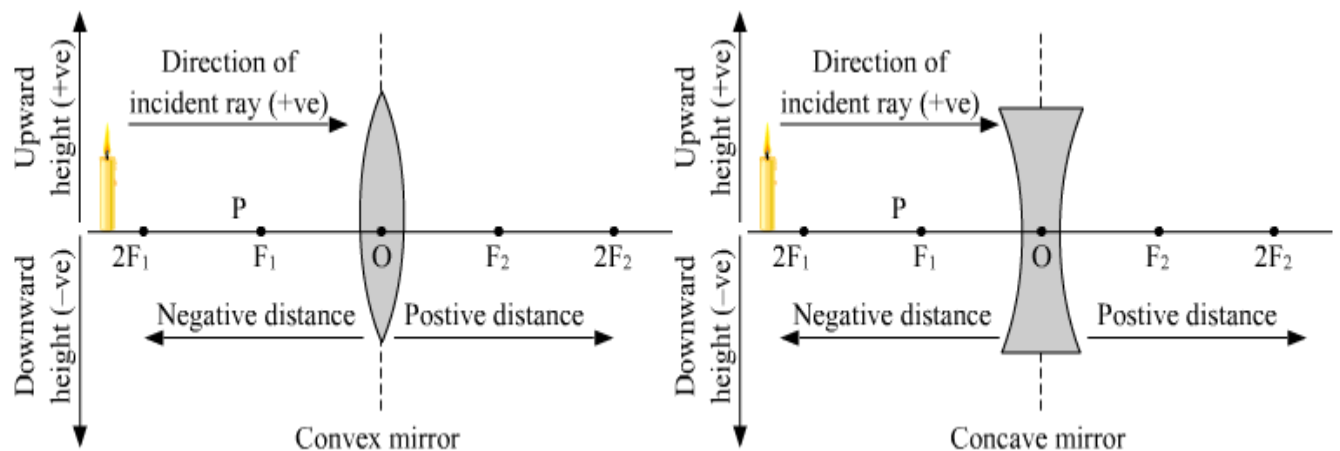 Upward
height (+ve)
Direction of
incident ray (+ve)
P
2F₁
F₁
O
F₂
2F₂
Downward
height (–ve)
Negative distance
Postive distance
Convex mirror
Upward
height (+ve)
Direction of
incident ray (+ve)
P
2F₁
F₁
O
F₂
2F₂
Downward
height (–ve)
Negative distance
Postive distance
Concave mirror